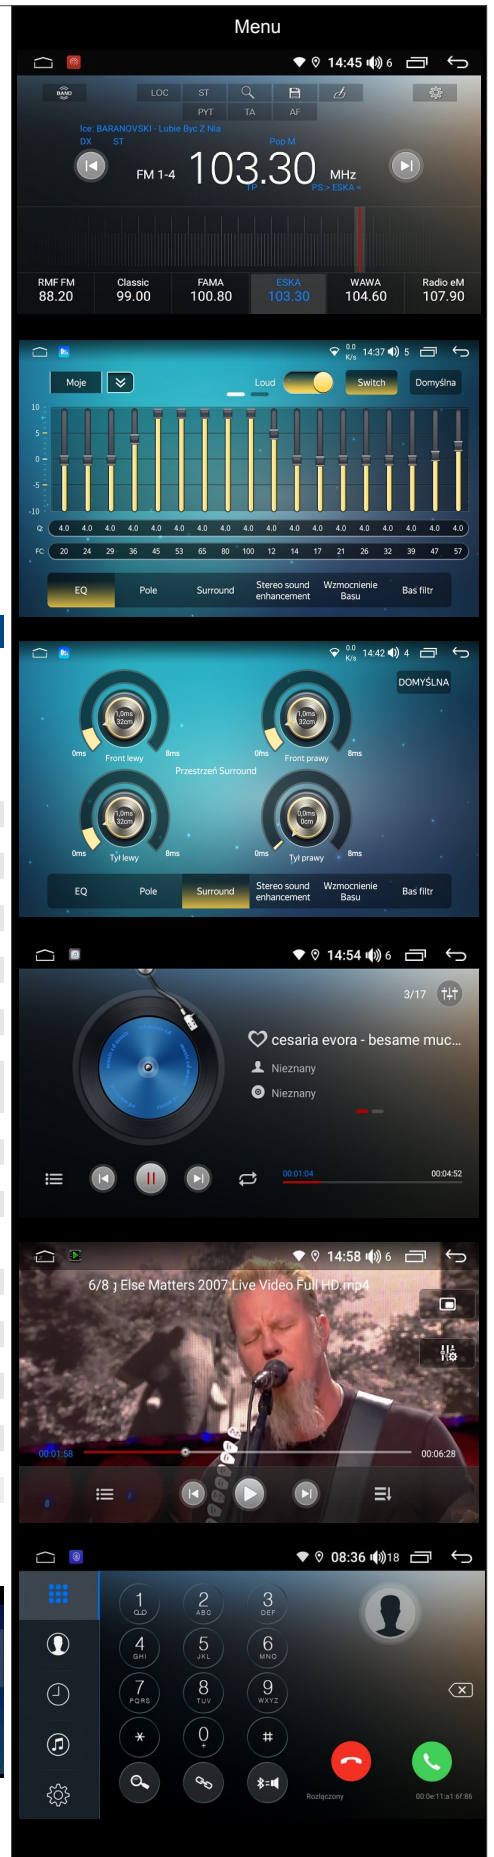 Menu
14:45 6
BAND
LOC ST
PYT TA AF
Ice: BARANOVSKI - Lubie Byc Z Nia
DX ST Pop M
FM 1-4 103.30 MHz
TP PS:> ESKA <
RMF FM Classic FAMA ESKA WAWA Radio eM
88.20 99.00 100.80 103.30 104.60 107.90
0.0 K/s 14:37 5
Moje Loud Switch Domyślna
10
5
0
-5
-10
Q: 4.0 4.0 4.0 4.0 4.0 4.0 4.0 4.0 4.0 4.0 4.0 4.0 4.0 4.0 4.0 4.0 4.0 4.0
FC: 20 24 29 36 45 53 65 80 100 12 14 17 21 26 32 39 47 57
EQ Pole Surround Stereo sound enhancement Wzmocnienie Basu Bas filtr
0.0 K/s 14:42 4
DOMYŚLNA
1,0ms 1,0ms
32cm 32cm
0ms 8ms 0ms 8ms
Front lewy Front prawy
Przestrzeń Surround
1,0ms 0,0ms
32cm 0cm
0ms 8ms 0ms 8ms
Tył lewy Tył prawy
EQ Pole Surround Stereo sound enhancement Wzmocnienie Basu Bas filtr
14:54 6
3/17
cesaria evora - besame muc...
Nieznany
Nieznany
00:01:04 00:04:52
14:58 6
6/8 Else Matters 2007.Live Video Full HD.mp4
00:01:58 00:06:28
08:36 18
1 2 3
ABC DEF
4 5 6
GHI JKL MNO
7 8 9
PQRS TUV WXYZ
* 0 #
+
Rozłączony 00:0e:11:a1:6f:86